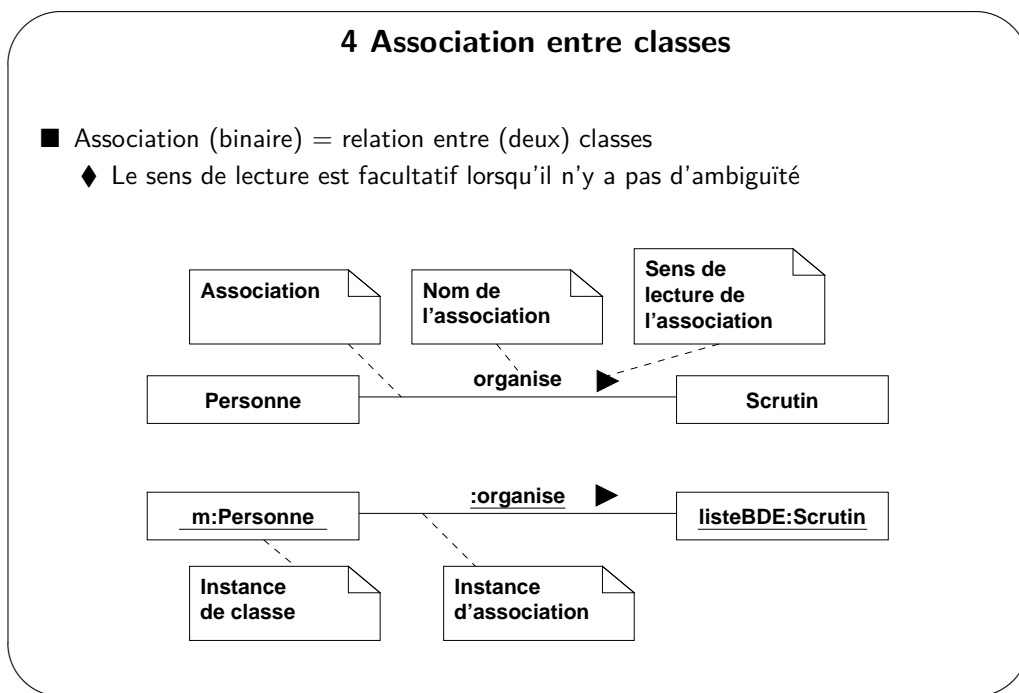 4 Association entre classes
■ Association (binaire) = relation entre (deux) classes
♦ Le sens de lecture est facultatif lorsqu'il n'y a pas d'ambiguïté
Association
Nom de
l'association
Sens de
lecture de
l'association
organise
Personne
Scrutin
:organise
m:Personne
listeBDE:Scrutin
Instance
de classe
Instance
d'association